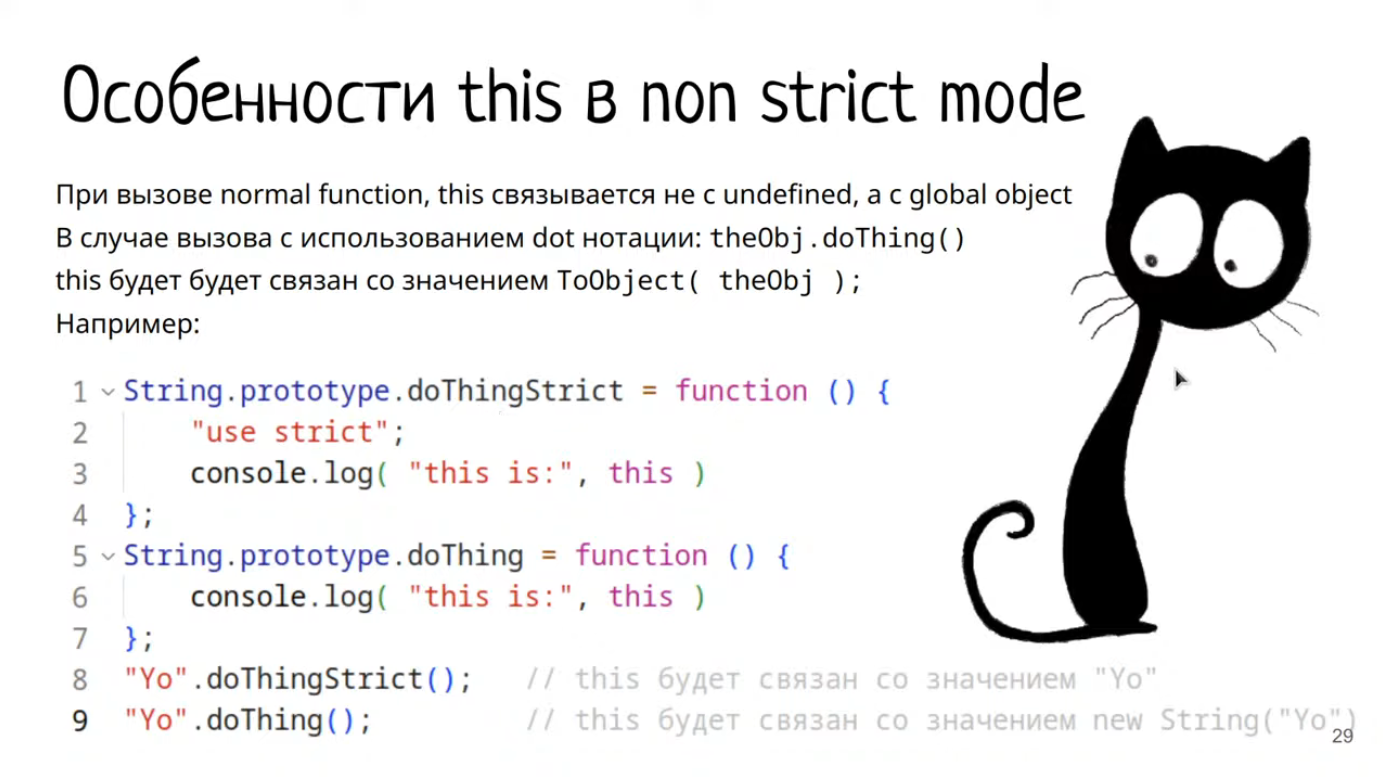 Особенности this в non strict mode
При вызове normal function, this связывается не с undefined, а с global object
В случае вызова с использованием dot нотации: theObj.doThing()
this будет будет связан со значением ToObject( theObj );
Например:
1 String.prototype.doThingStrict = function () {
2 "use strict";
3 console.log( "this is:", this )
4 };
5 String.prototype.doThing = function () {
6 console.log( "this is:", this )
7 };
8 "Yo".doThingStrict(); // this будет связан со значением "Yo"
9 "Yo".doThing(); // this будет связан со значением new String("Yo")
29